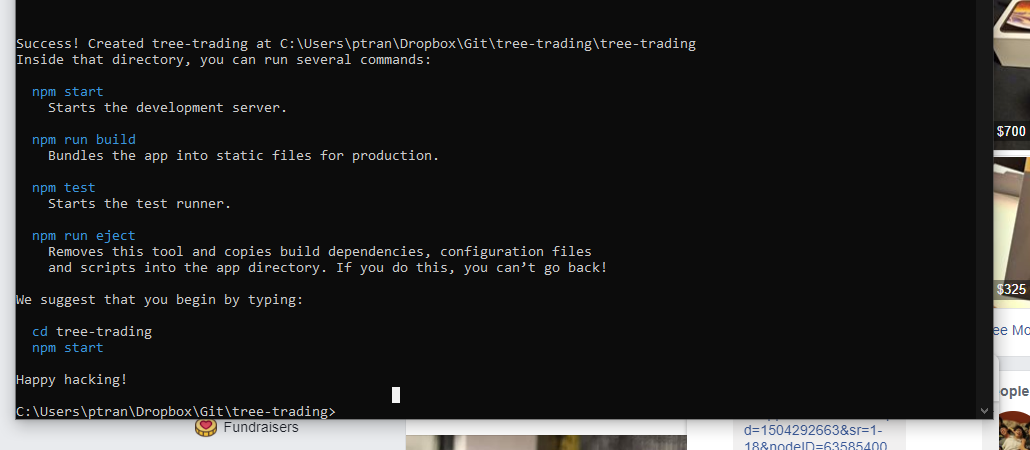 Success! Created tree-trading at C:\Users\ptran\Dropbox\Git\tree-trading\tree-trading
Inside that directory, you can run several commands:
npm start
Starts the development server.
npm run build
Bundles the app into static files for production.
npm test
Starts the test runner.
npm run eject
Removes this tool and copies build dependencies, configuration files
and scripts into the app directory. If you do this, you can’t go back!
We suggest that you begin by typing:
cd tree-trading
npm start
Happy hacking!
C:\Users\ptran\Dropbox\Git\tree-trading>
$700
$325
ee Mo
ople
Fundraisers
d=1504292663&sr=1-
18&nodeID=63585400